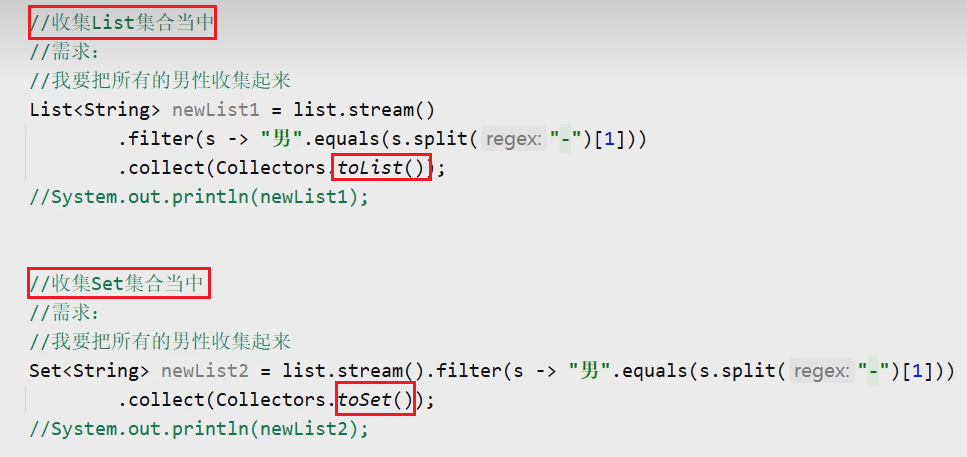 //收集List集合当中
//需求：
//我要把所有的男性收集起来
List<String> newList1 = list.stream()
.filter(s -> "男".equals(s.split( regex: "-")[1]))
.collect(Collectors.toList());
//System.out.println(newList1);
//收集Set集合当中
//需求：
//我要把所有的男性收集起来
Set<String> newList2 = list.stream().filter(s -> "男".equals(s.split( regex: "-")[1]))
.collect(Collectors.toSet());
//System.out.println(newList2);